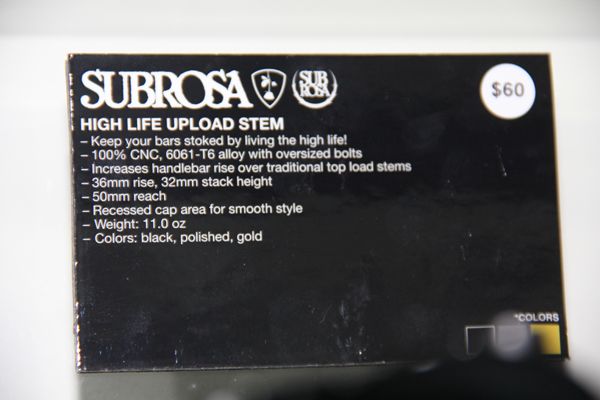 SUBROSA SUB ROSA $60
HIGH LIFE UPLOAD STEM
– Keep your bars stoked by living the high life!
– 100% CNC, 6061-T6 alloy with oversized bolts
– Increases handlebar rise over traditional top load stems
– 36mm rise, 32mm stack height
– 50mm reach
– Recessed cap area for smooth style
– Weight: 11.0 oz
– Colors: black, polished, gold
*COLORS